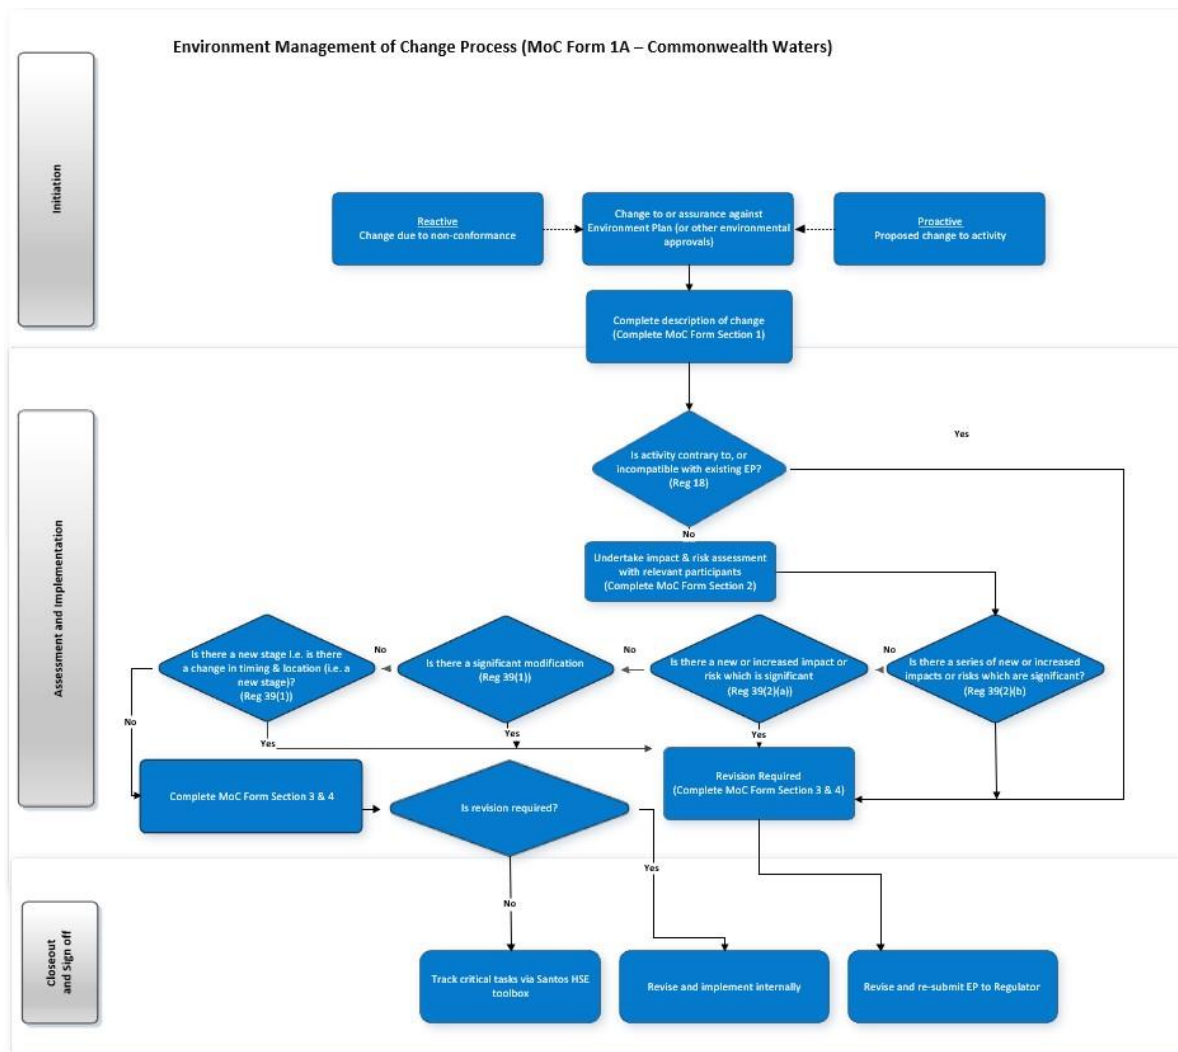 Environment Management of Change Process (MoC Form 1A – Commonwealth Waters)
Initiation
Reactive
Change due to non-conformance
Change to or assurance against
Environment Plan (or other environmental
approvals)
Proactive
Proposed change to activity
Complete description of change
(Complete MoC Form Section 1)
Assessment and Implementation
Is activity contrary to, or
incompatible with existing EP?
(Reg 18)
Yes
No
Undertake impact & risk assessment
with relevant participants
(Complete MoC Form Section 2)
Is there a new stage i.e. is there
a change in timing & location (i.e. a
new stage)?
(Reg 39(1))
No
Is there a significant modification
(Reg 39(1))
No
Is there a new or increased impact or
risk which is significant
(Reg 39(2)(a))
No
Is there a series of new or increased
impacts or risks which are significant?
(Reg 39(2)(b)
No
Yes
Yes
Yes
Complete MoC Form Section 3 & 4
Is revision required?
Revision Required
(Complete MoC Form Section 3 & 4)
Yes
No
Closeout
and sign off
Track critical tasks via Santos HSE
toolbox
Revise and implement internally
Revise and re-submit EP to Regulator